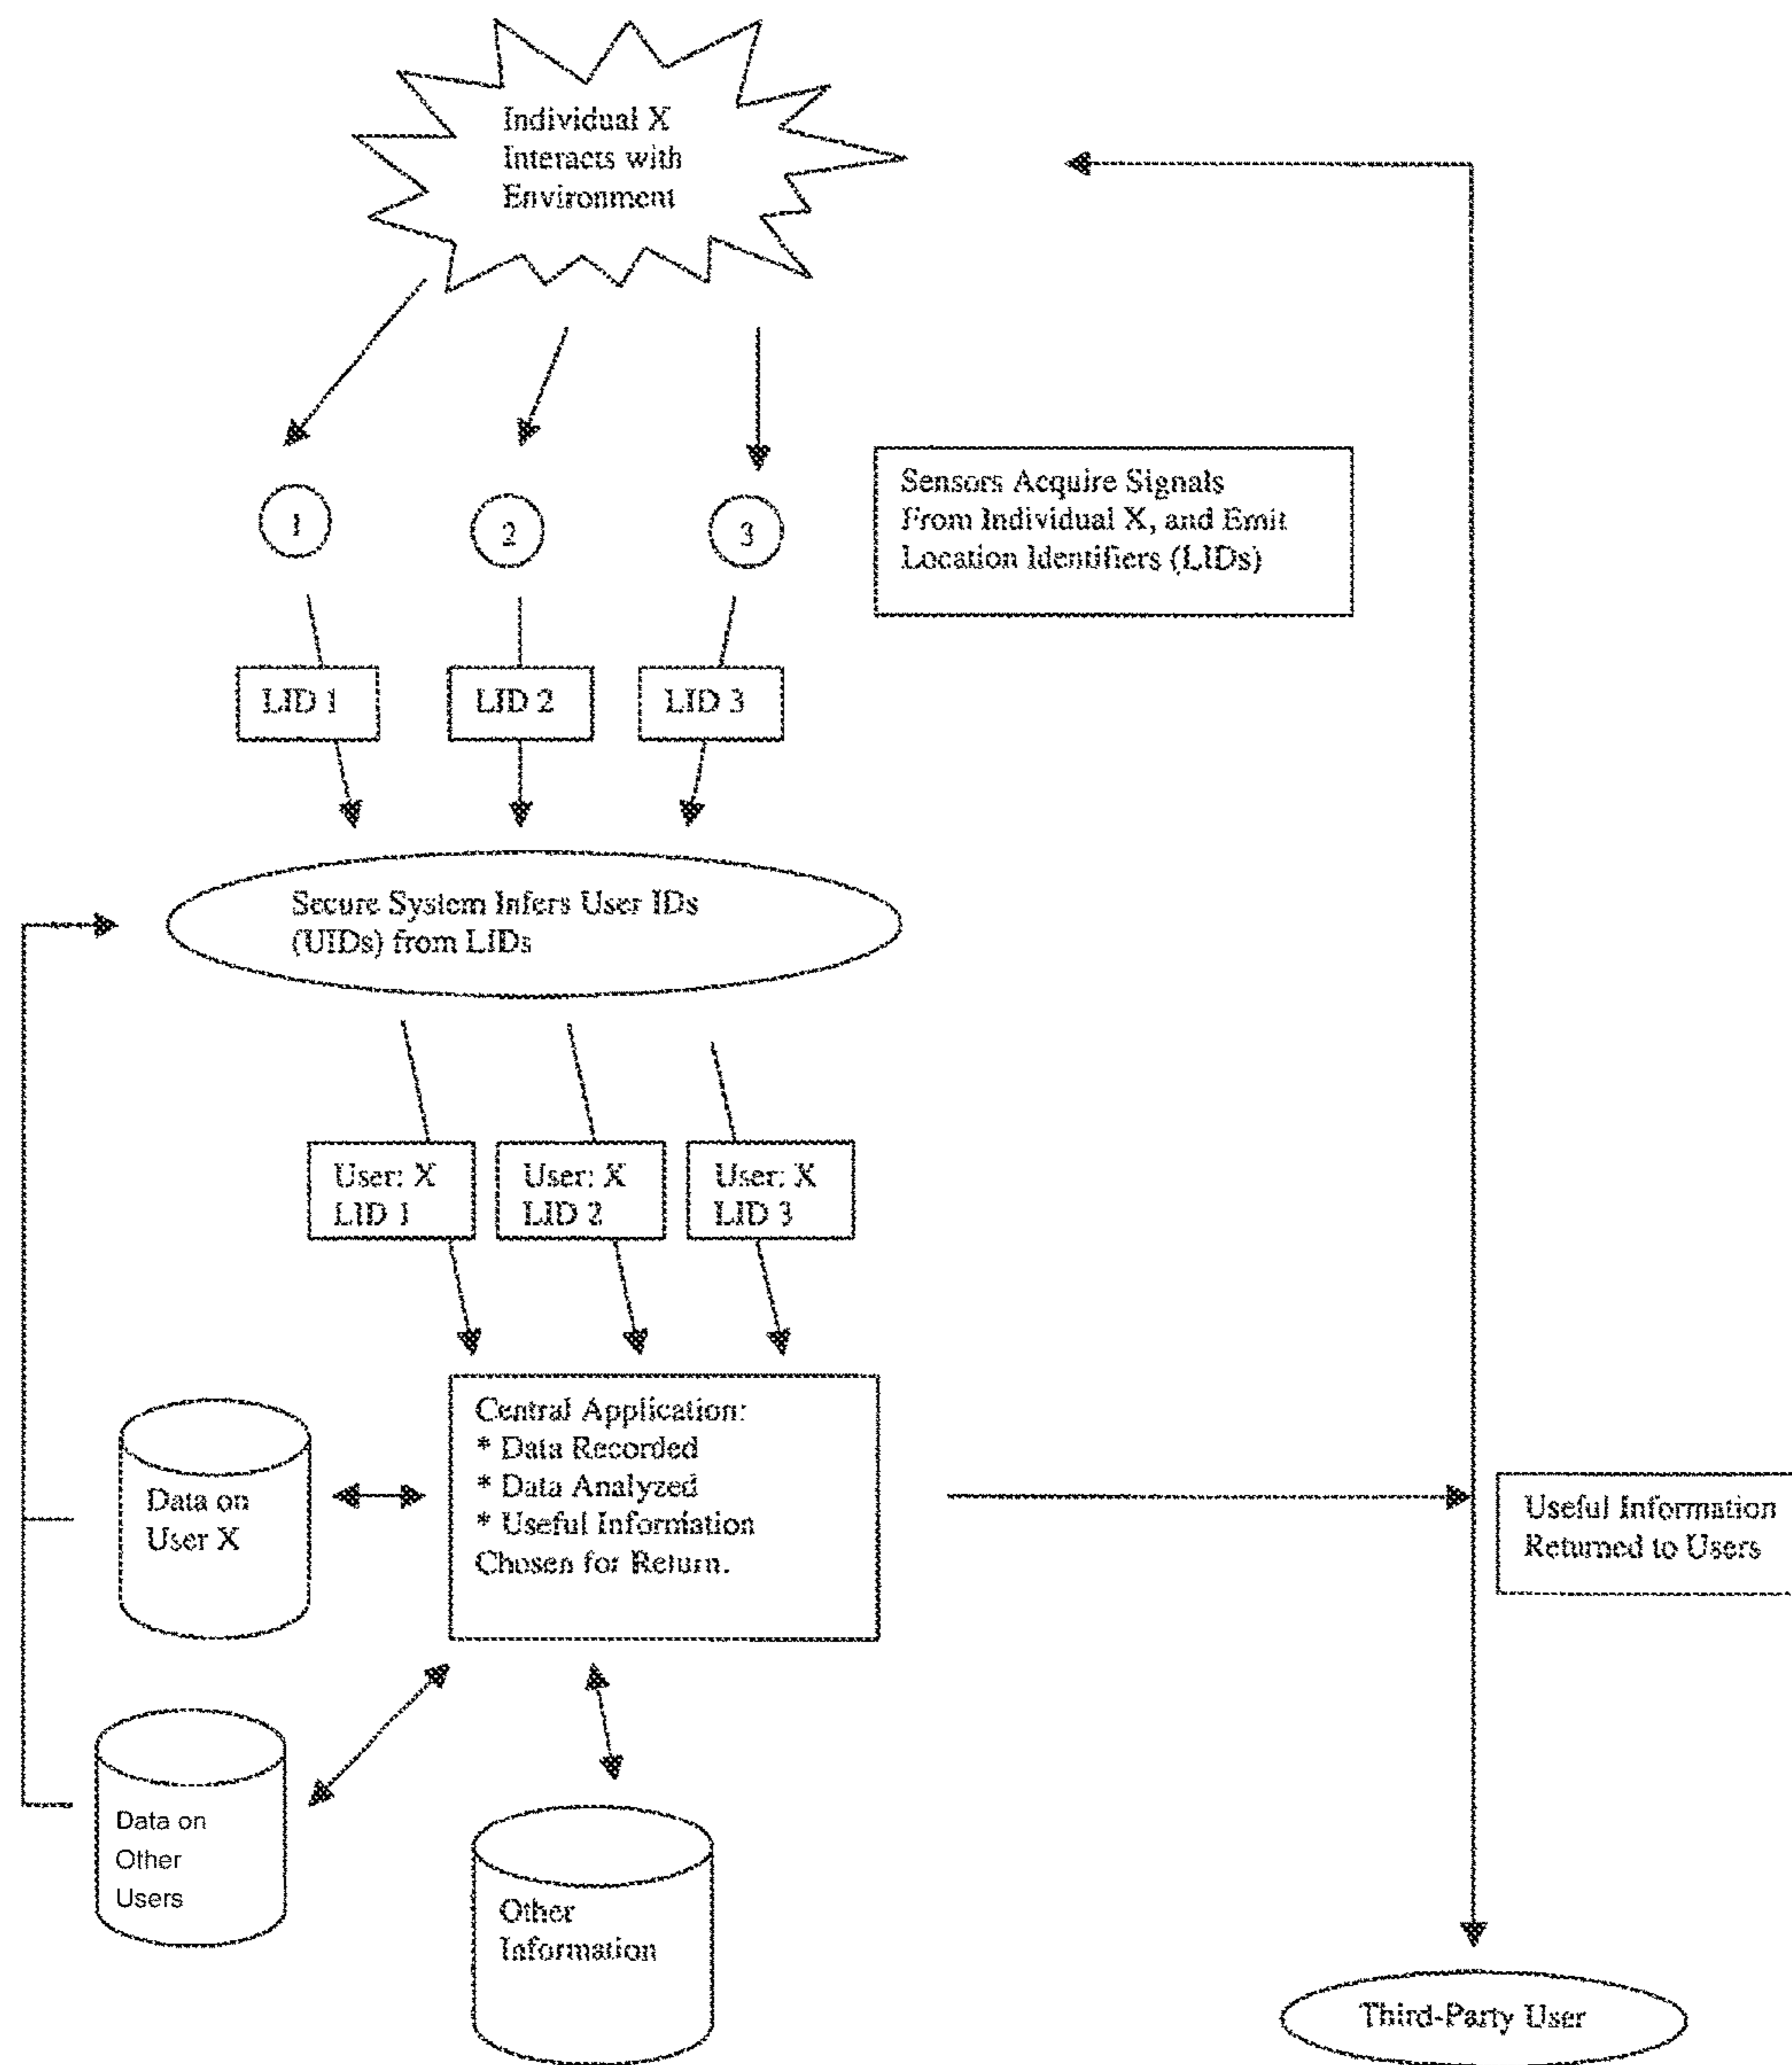 Individual X
Interacts with
Environment
1
2
3
Sensors Acquire Signals
From Individual X, and Emit
Location Identifiers (LIDs)
LID 1
LID 2
LID 3
Secure System Infers User IDs
(UIDs) from LIDs
User: X
LID 1
User: X
LID 2
User: X
LID 3
Central Application:
* Data Recorded
* Data Analyzed
* Useful Information
Chosen for Return.
Data on
User X
Useful Information
Returned to Users
Data on
Other
Users
Other
Information
Third-Party User